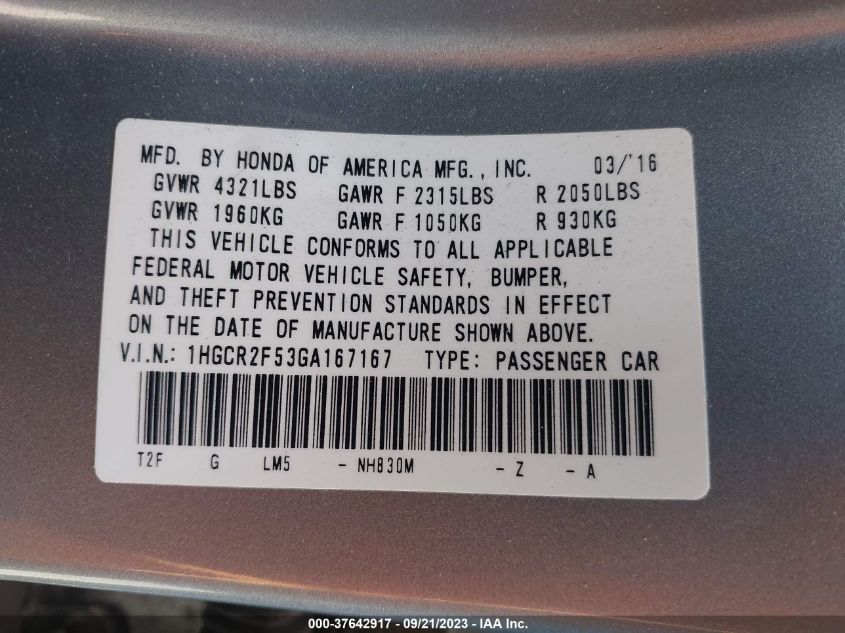 MFD. BY HONDA OF AMERICA MFG., INC. 03/'16
GVWR 4321LBS GAWR F 2315LBS R 2050LBS
GVWR 1960KG GAWR F 1050KG R 930KG
THIS VEHICLE CONFORMS TO ALL APPLICABLE
FEDERAL MOTOR VEHICLE SAFETY, BUMPER,
AND THEFT PREVENTION STANDARDS IN EFFECT
ON THE DATE OF MANUFACTURE SHOWN ABOVE.
V.I.N.: 1HGCR2F53GA167167 TYPE: PASSENGER CAR
T2F G LM5 - NH830M - Z - A
000-37642917 - 09/21/2023 - IAA Inc.